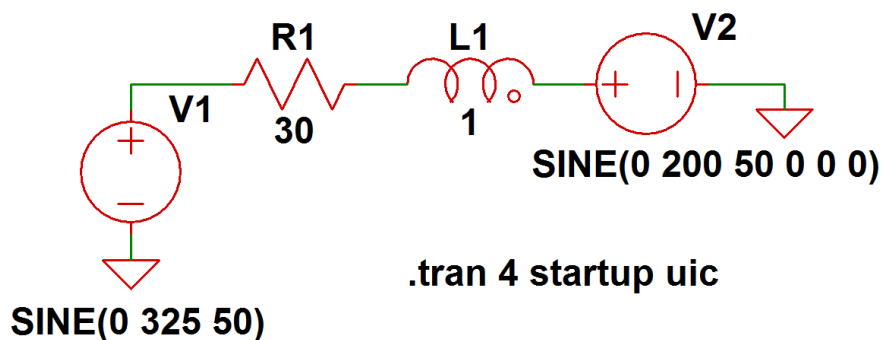 R1
L1
V2
V1
30
1
SINE(0 200 50 0 0 0)
.tran 4 startup uic
SINE(0 325 50)